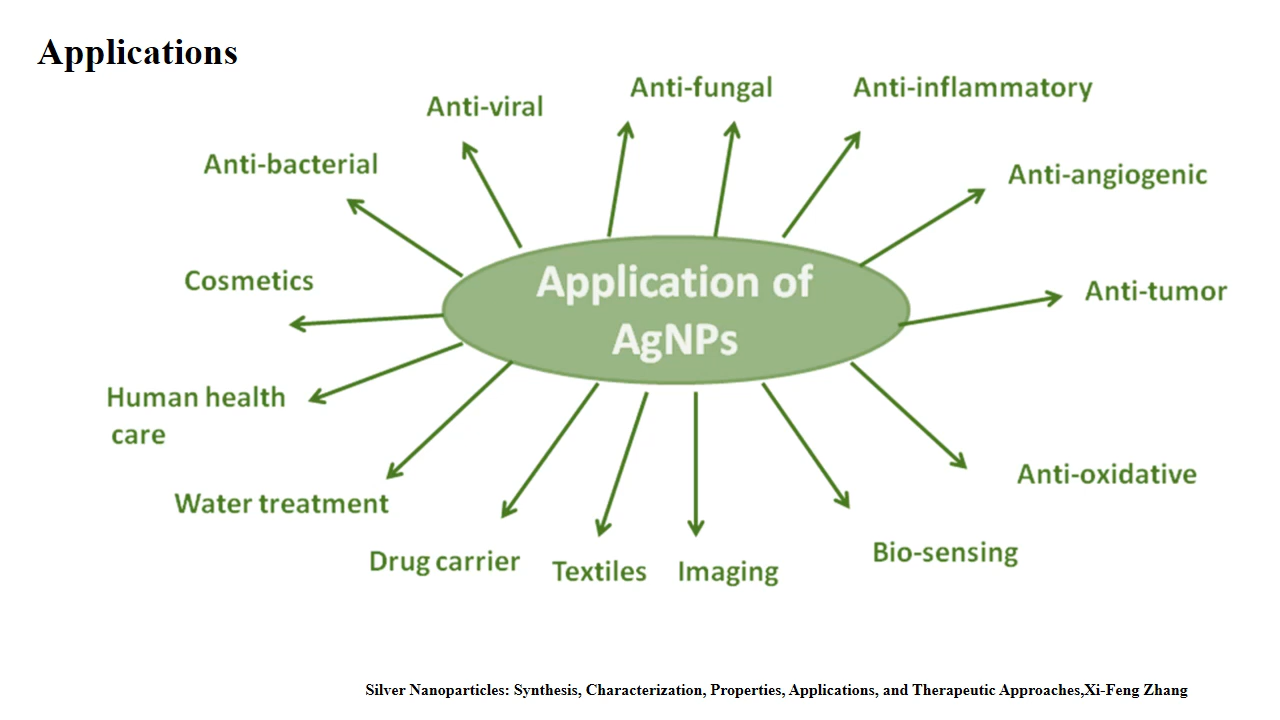 Applications
Anti-fungal
Anti-inflammatory
Anti-viral
Anti-bacterial
Anti-angiogenic
Cosmetics
Application of
AgNPs
Anti-tumor
Human health
care
Water treatment
Anti-oxidative
Drug carrier
Textiles
Imaging
Bio-sensing
Silver Nanoparticles: Synthesis, Characterization, Properties, Applications, and Therapeutic Approaches,Xi-Feng Zhang